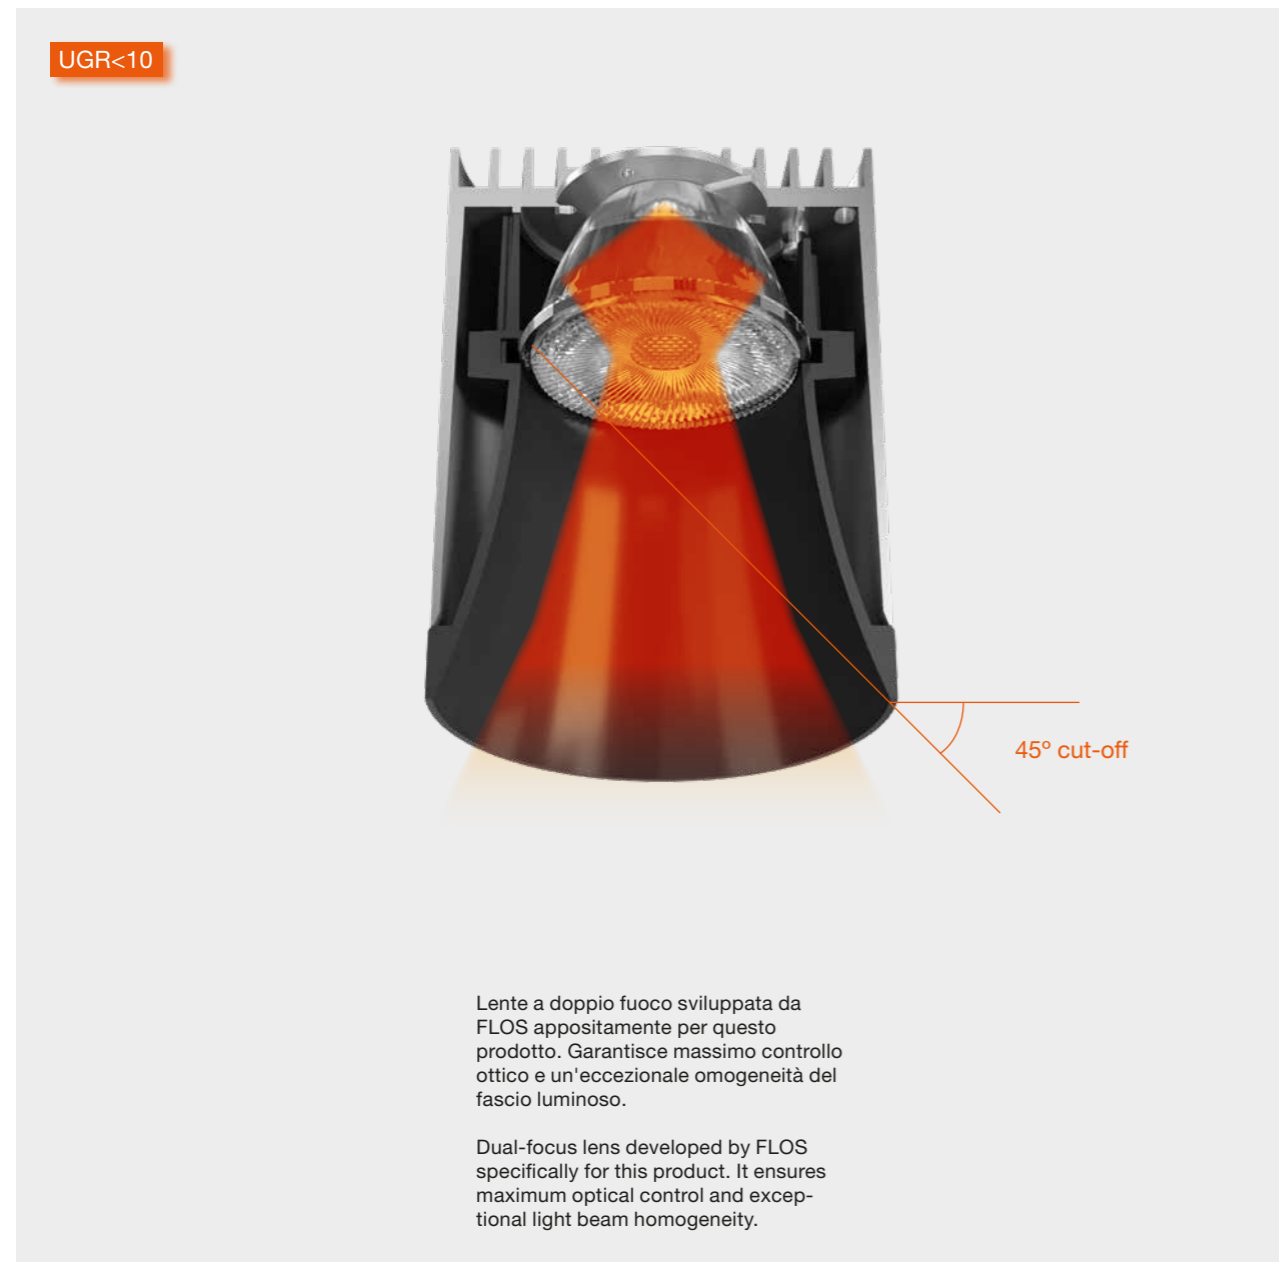 UGR<10
45º cut-off
Lente a doppio fuoco sviluppata da
FLOS appositamente per questo
prodotto. Garantisce massimo controllo
ottico e un'eccezionale omogeneità del
fascio luminoso.
Dual-focus lens developed by FLOS
specifically for this product. It ensures
maximum optical control and excep-
tional light beam homogeneity.